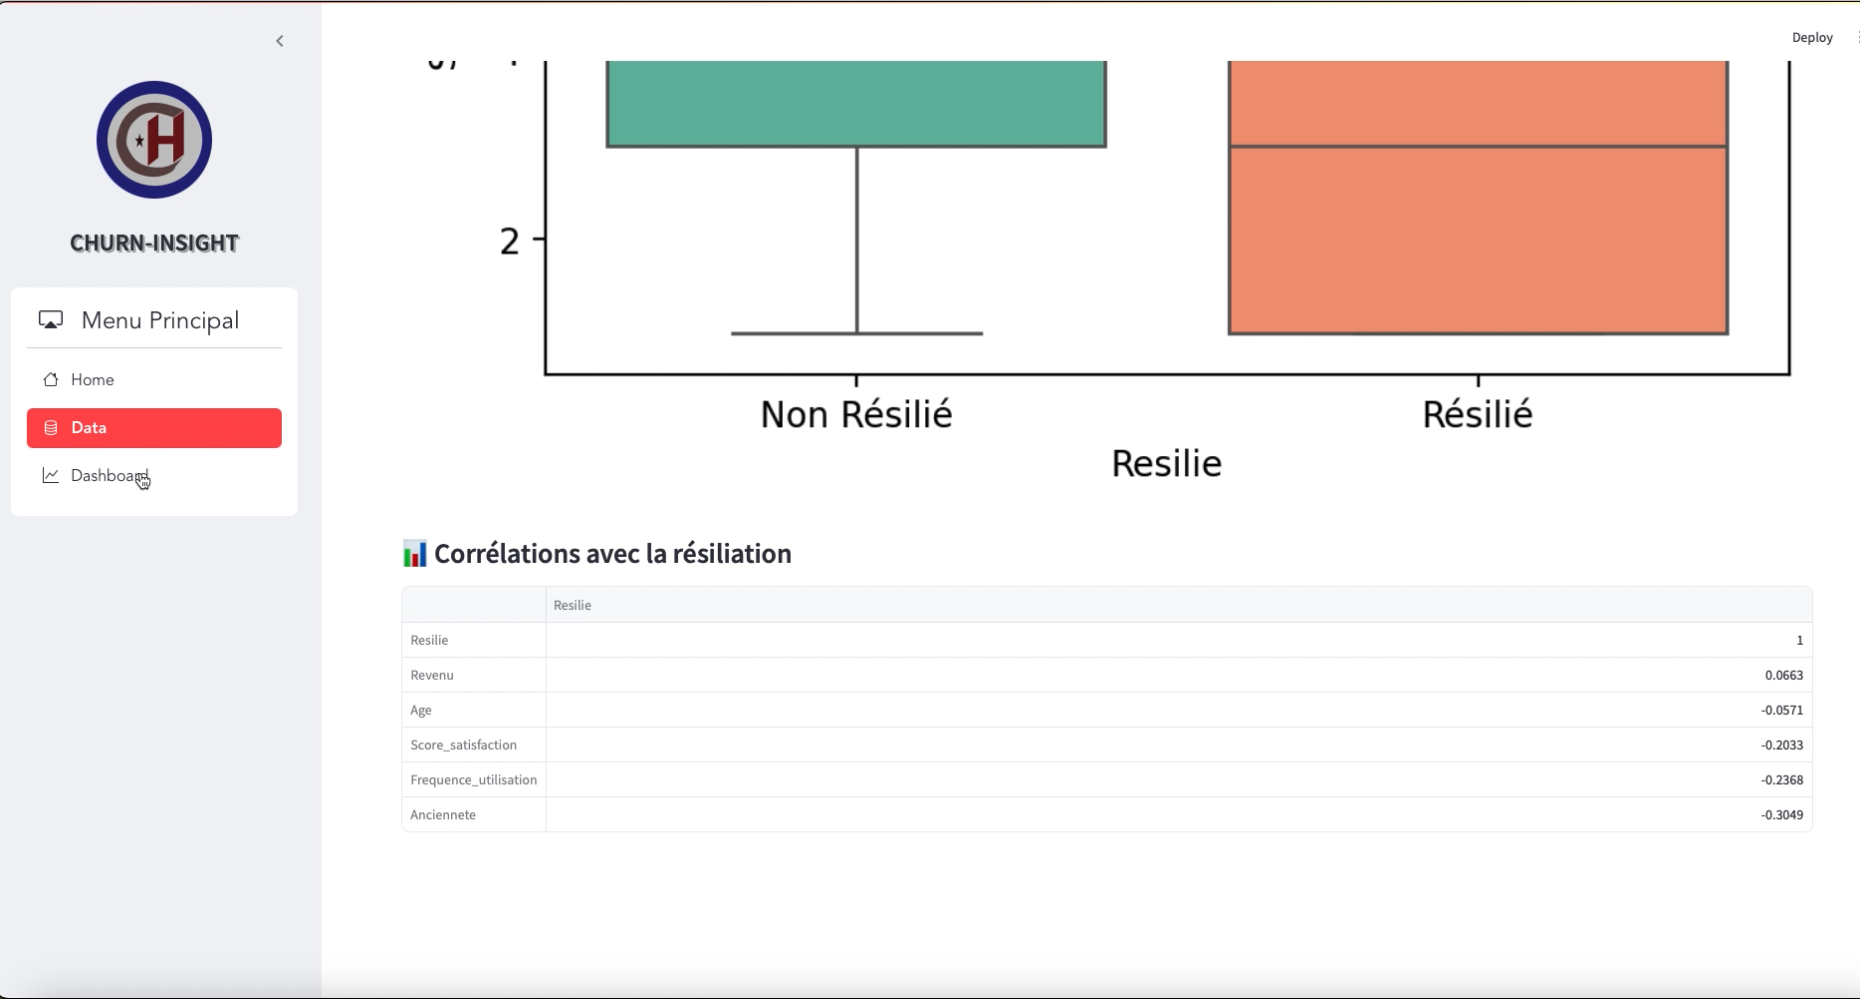 Deploy
CH
CHURN-INSIGHT
Menu Principal
Home
Data
Dashboard
2
Non Résilié
Résilié
Resilie
Corrélations avec la résiliation
Resilie
Resilie 1
Revenu 0.0663
Age -0.0571
Score_satisfaction -0.2033
Frequence_utilisation -0.2368
Anciennete -0.3049